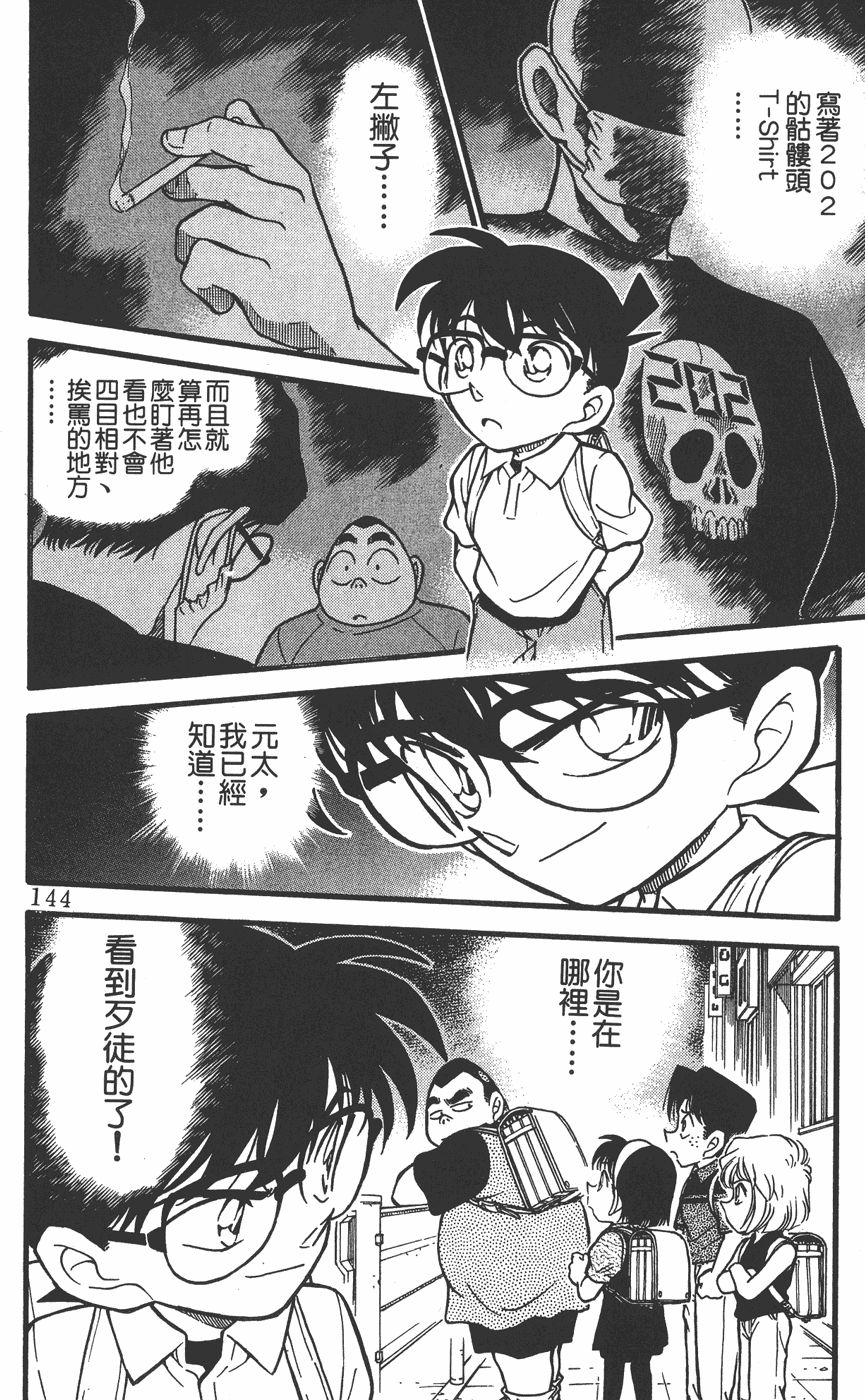 寫著202
的骷髏頭
T-Shirt
……
202
左撇子……
而且就
算再怎
麼盯著他
看也不會
四目相對、
挨罵的地方
……
元太，
我已經
知道……
144
你是在
哪裡……
看到歹徒的了！